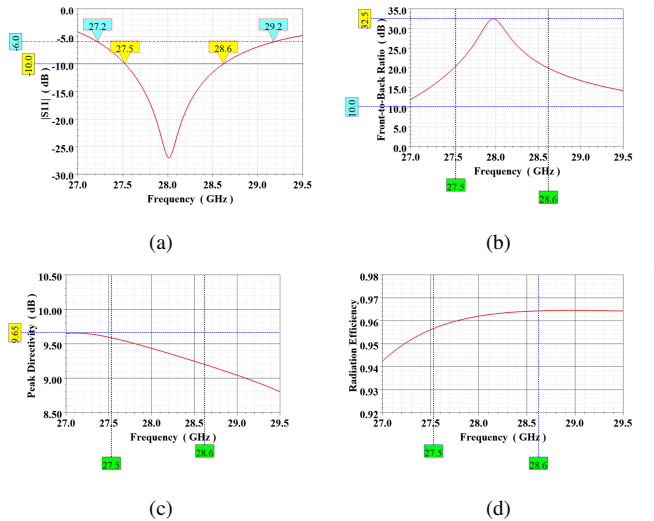 0.0
-5.0
-10.0
-15.0
-20.0
-25.0
-30.0
-6.0
-10.0
|S11| ( dB )
27.2
27.5
28.6
29.2
27.0 27.5 28.0 28.5 29.0 29.5
Frequency ( GHz )
(a)
35.0
30.0
25.0
20.0
15.0
10.0
5.0
0.0
32.5
10.0
Front-to-Back Ratio ( dB )
27.0 27.5 28.0 28.5 29.0 29.5
Frequency ( GHz )
27.5
28.6
(b)
10.50
10.00
9.50
9.00
8.50
9.65
Peak Directivity ( dB )
27.0 27.5 28.0 28.5 29.0 29.5
Frequency ( GHz )
27.5
28.6
(c)
0.98
0.97
0.96
0.95
0.94
0.93
0.92
Radiation Efficiency
27.0 27.5 28.0 28.5 29.0 29.5
Frequency ( GHz )
27.5
28.6
(d)